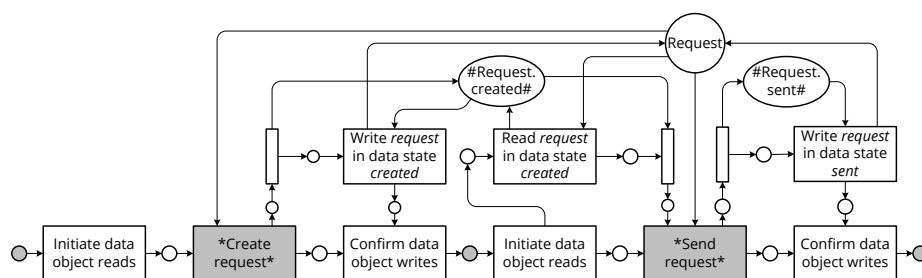 Request
#Request.
created#
#Request.
sent#
Write request
in data state
created
Read request
in data state
created
Write request
in data state
sent
Initiate data
object reads
*Create
request*
Confirm data
object writes
Initiate data
object reads
*Send
request*
Confirm data
object writes